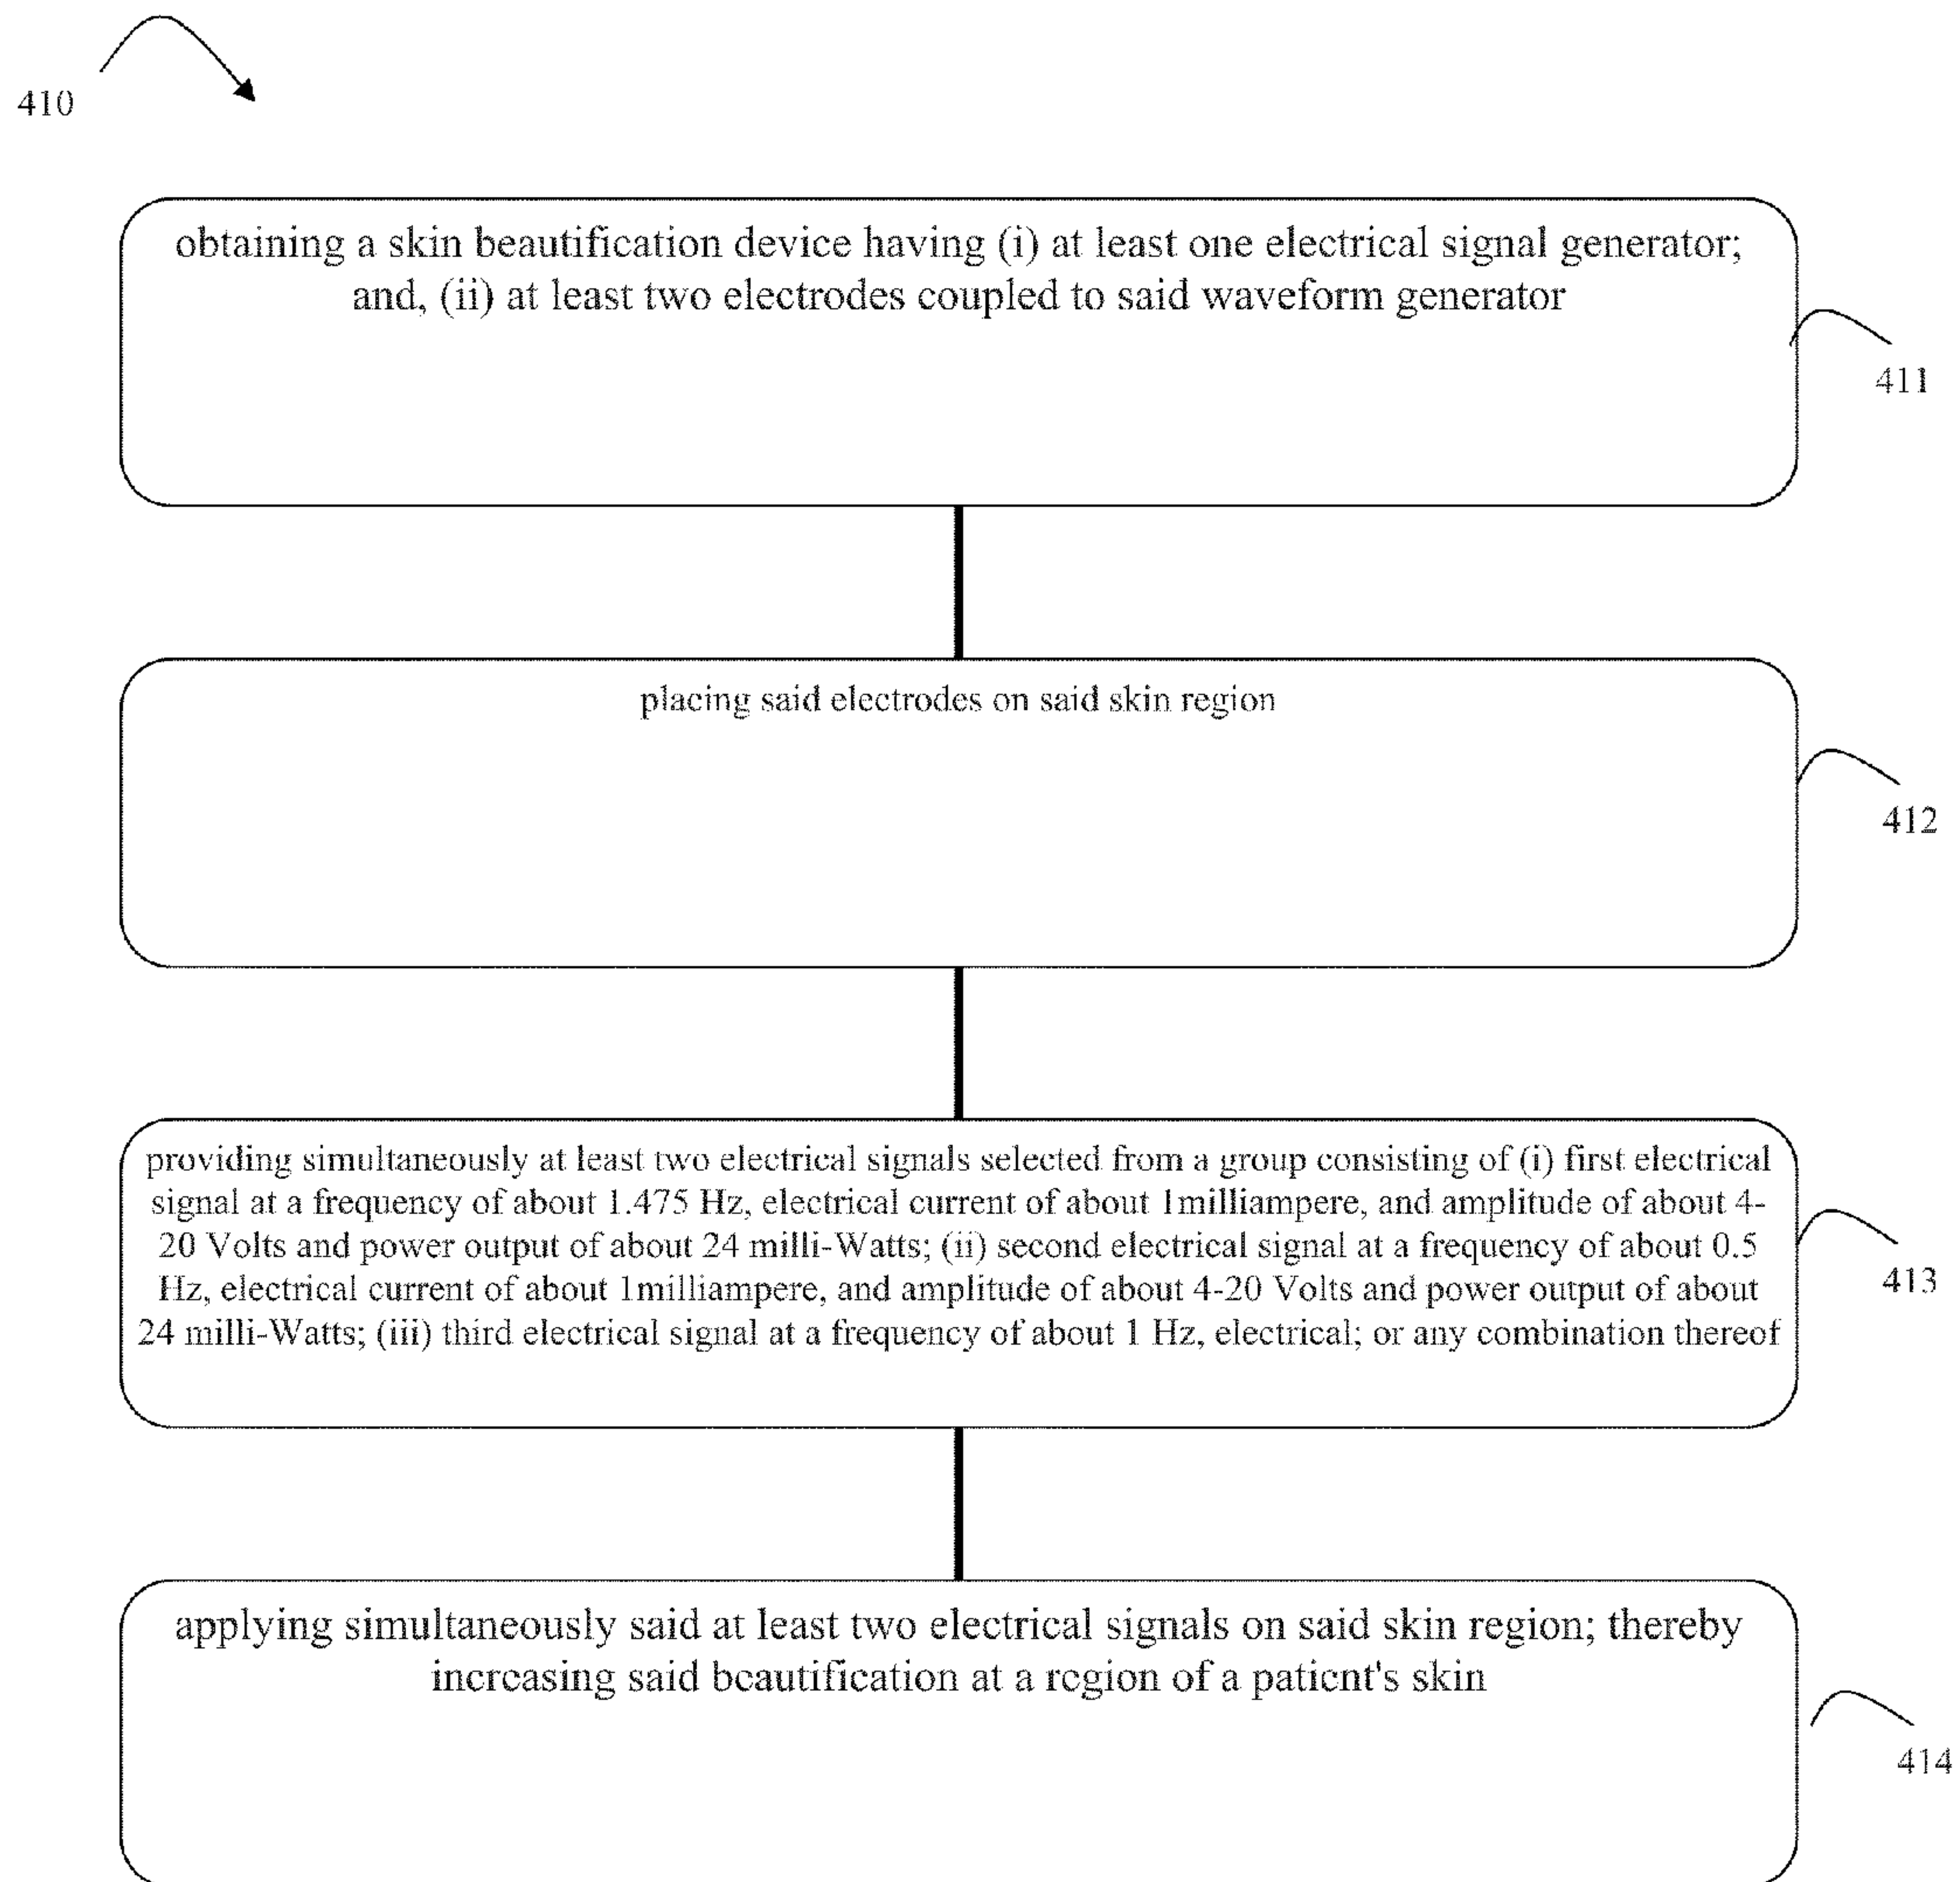 410
obtaining a skin beautification device having (i) at least one electrical signal generator;
and, (ii) at least two electrodes coupled to said waveform generator
411
placing said electrodes on said skin region
412
providing simultaneously at least two electrical signals selected from a group consisting of (i) first electrical
signal at a frequency of about 1.475 Hz, electrical current of about 1milliampere, and amplitude of about 4-
20 Volts and power output of about 24 milli-Watts; (ii) second electrical signal at a frequency of about 0.5
Hz, electrical current of about 1milliampere, and amplitude of about 4-20 Volts and power output of about
24 milli-Watts; (iii) third electrical signal at a frequency of about 1 Hz, electrical; or any combination thereof
413
applying simultaneously said at least two electrical signals on said skin region; thereby
increasing said beautification at a region of a patient's skin
414